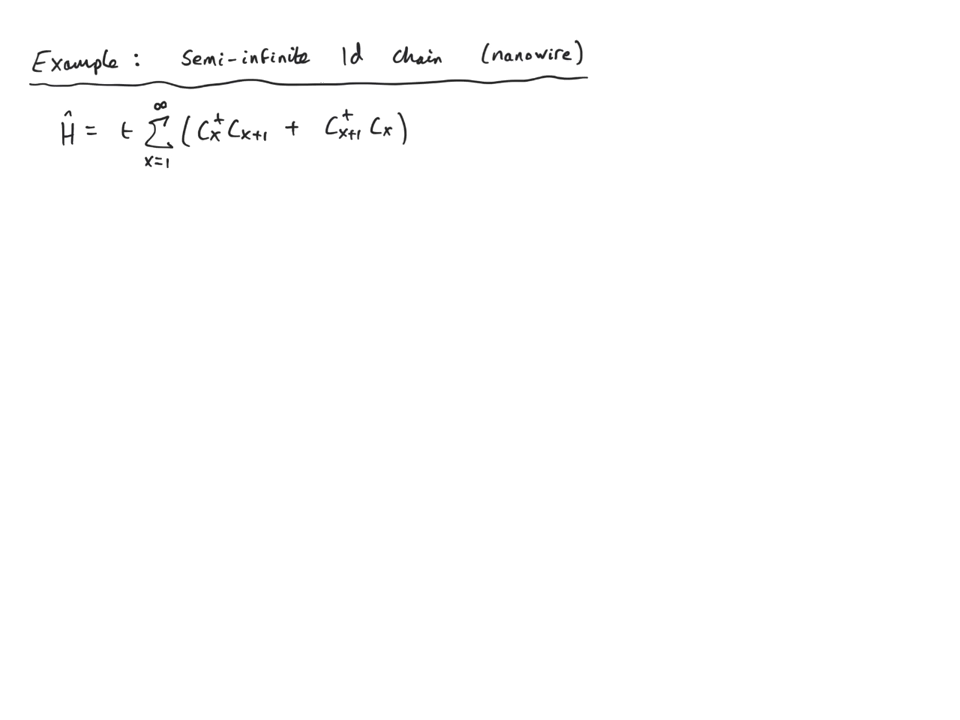 Example : Semi-infinite 1d chain (nanowire)
Ĥ = t ∑_{x=1}^{∞} ( C_x^† C_{x+1} + C_{x+1}^† C_x )